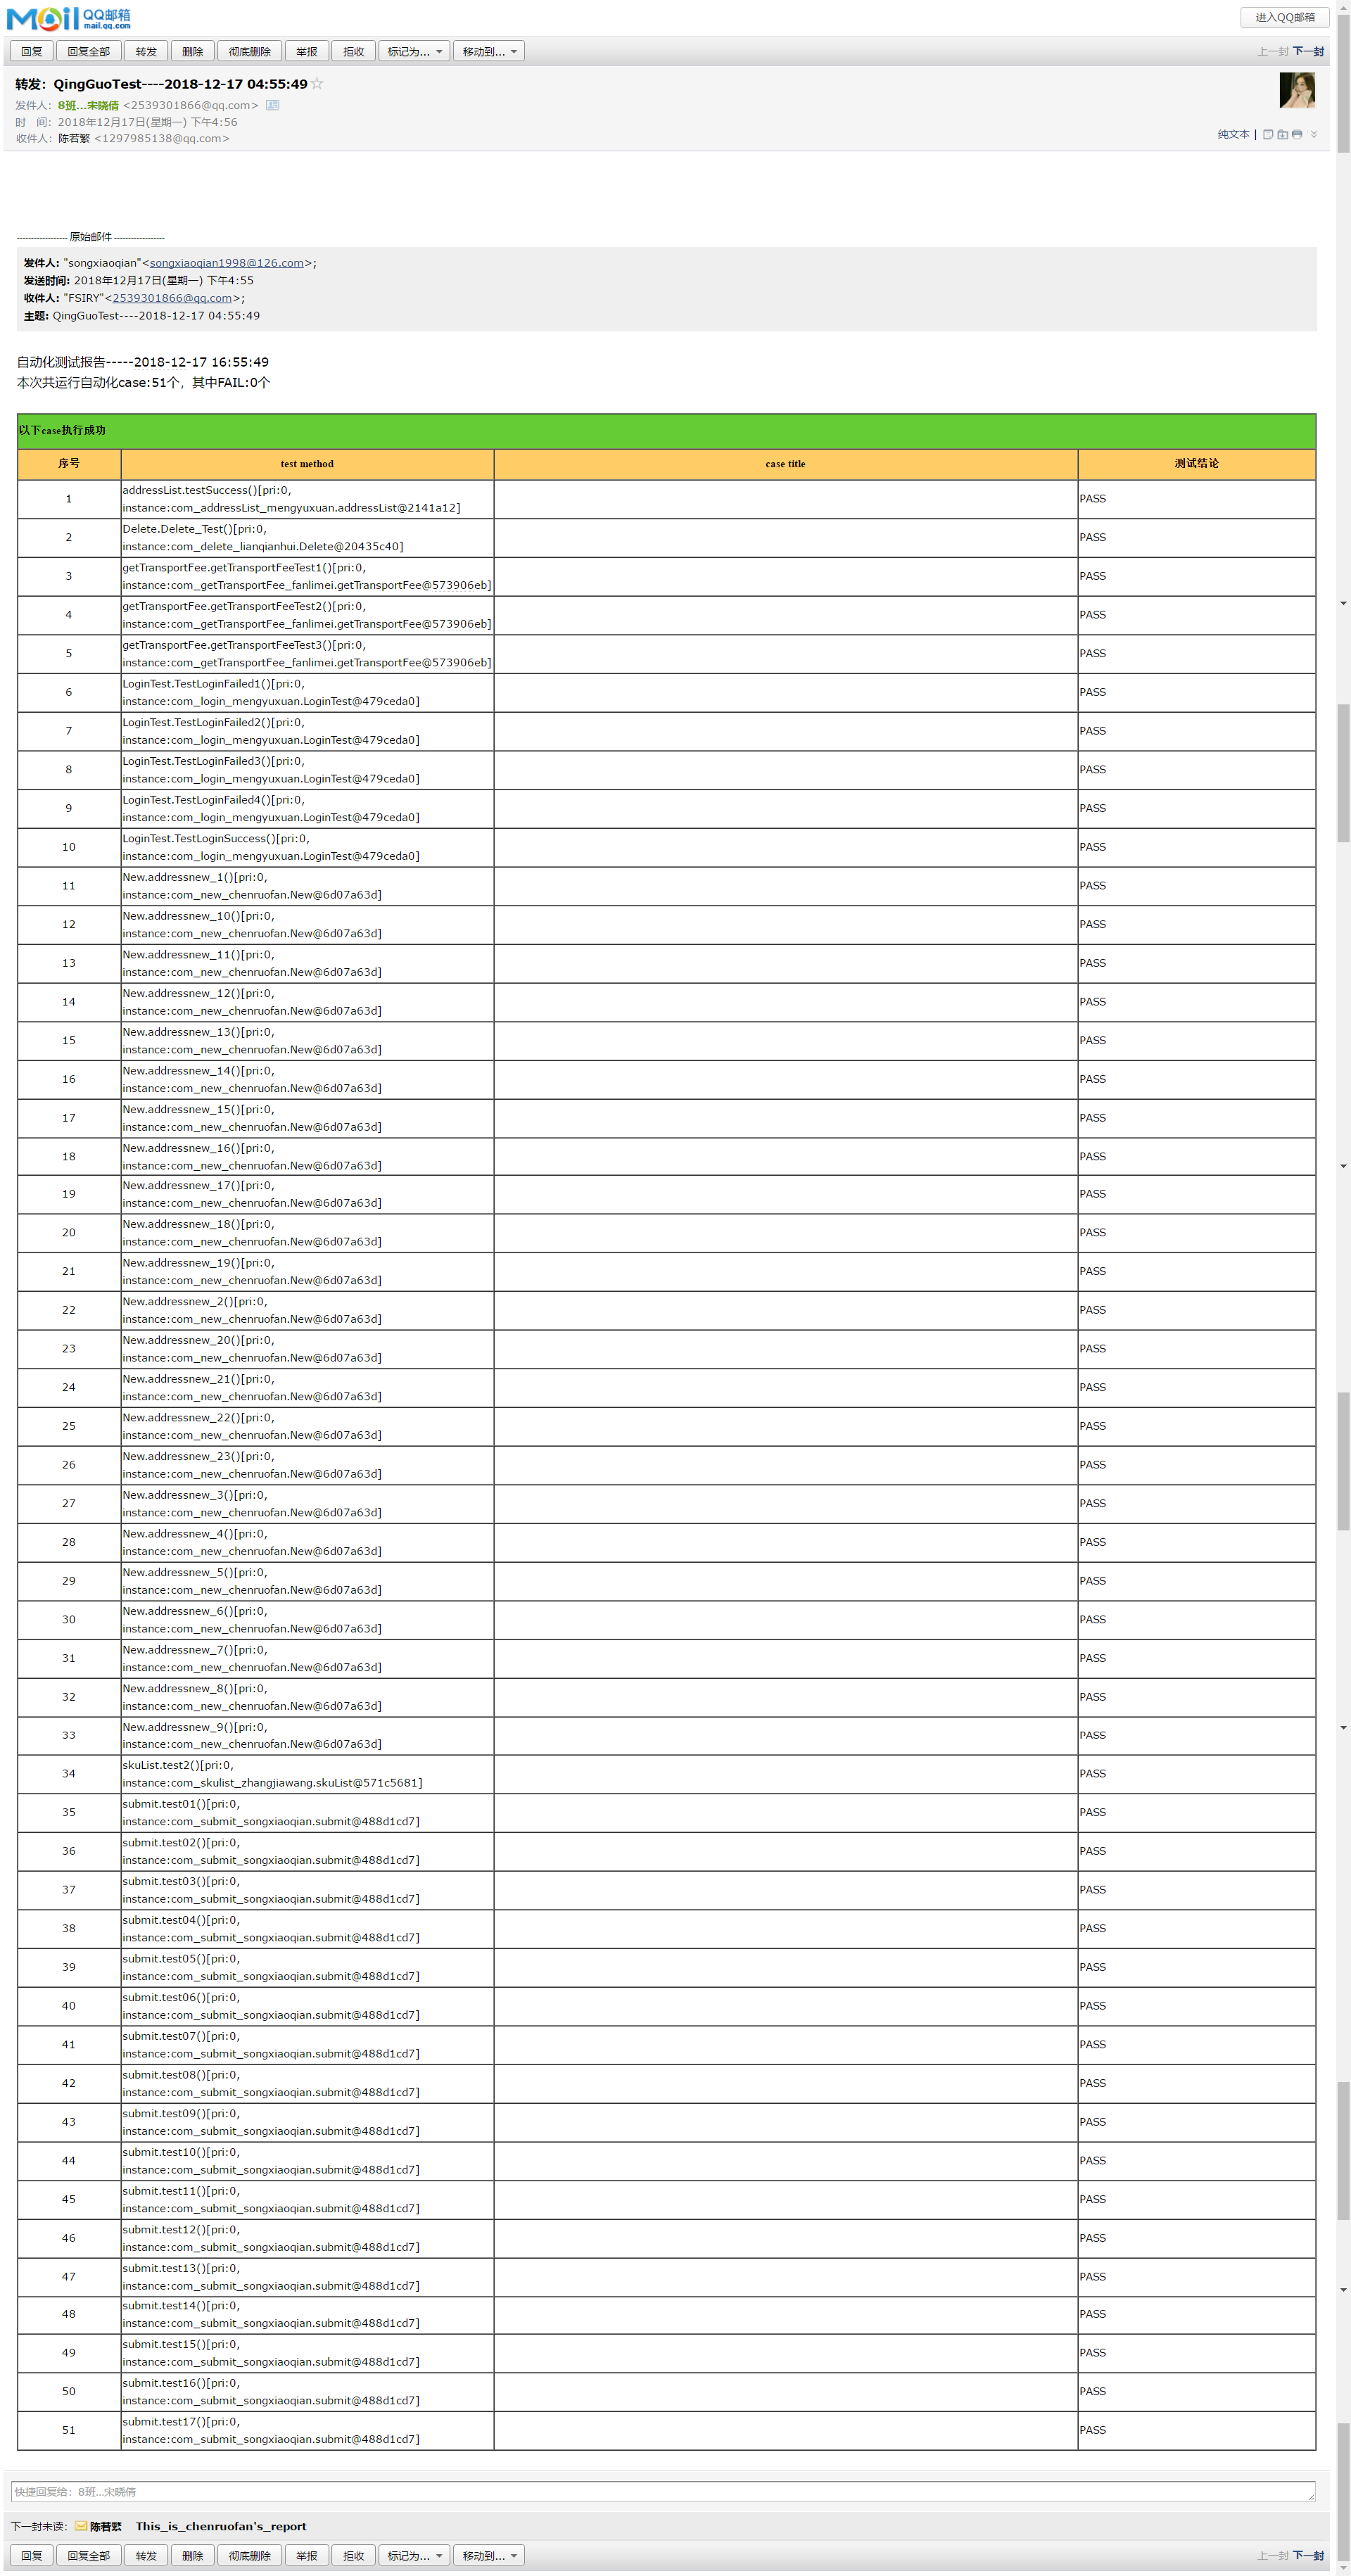 Mail QQ邮箱
mail.qq.com
进入QQ邮箱
回复 回复全部 转发 删除 彻底删除 举报 拒收 标记为... 移动到... 上一封 下一封
转发：QingGuoTest----2018-12-17 04:55:49
发件人：8班...宋晓倩 <2539301866@qq.com>
时 间：2018年12月17日(星期一) 下午4:56
收件人：陈若繁 <1297985138@qq.com>
纯文本 |
------------------ 原始邮件 ------------------
发件人: "songxiaoqian"<songxiaoqian1998@126.com>;
发送时间: 2018年12月17日(星期一) 下午4:55
收件人: "FSIRY"<2539301866@qq.com>;
主题: QingGuoTest----2018-12-17 04:55:49
自动化测试报告-----2018-12-17 16:55:49
本次共运行自动化case:51个，其中FAIL:0个
以下case执行成功
序号 test method case title 测试结论
1 addressList.testSuccess()[pri:0, PASS
instance:com_addressList_mengyuxuan.addressList@2141a12]
2 Delete.Delete_Test()[pri:0, PASS
instance:com_delete_lianqianhui.Delete@20435c40]
3 getTransportFee.getTransportFeeTest1()[pri:0, PASS
instance:com_getTransportFee_fanlimei.getTransportFee@573906eb]
4 getTransportFee.getTransportFeeTest2()[pri:0, PASS
instance:com_getTransportFee_fanlimei.getTransportFee@573906eb]
5 getTransportFee.getTransportFeeTest3()[pri:0, PASS
instance:com_getTransportFee_fanlimei.getTransportFee@573906eb]
6 LoginTest.TestLoginFailed1()[pri:0, PASS
instance:com_login_mengyuxuan.LoginTest@479ceda0]
7 LoginTest.TestLoginFailed2()[pri:0, PASS
instance:com_login_mengyuxuan.LoginTest@479ceda0]
8 LoginTest.TestLoginFailed3()[pri:0, PASS
instance:com_login_mengyuxuan.LoginTest@479ceda0]
9 LoginTest.TestLoginFailed4()[pri:0, PASS
instance:com_login_mengyuxuan.LoginTest@479ceda0]
10 LoginTest.TestLoginSuccess()[pri:0, PASS
instance:com_login_mengyuxuan.LoginTest@479ceda0]
11 New.addressnew_1()[pri:0, PASS
instance:com_new_chenruofan.New@6d07a63d]
12 New.addressnew_10()[pri:0, PASS
instance:com_new_chenruofan.New@6d07a63d]
13 New.addressnew_11()[pri:0, PASS
instance:com_new_chenruofan.New@6d07a63d]
14 New.addressnew_12()[pri:0, PASS
instance:com_new_chenruofan.New@6d07a63d]
15 New.addressnew_13()[pri:0, PASS
instance:com_new_chenruofan.New@6d07a63d]
16 New.addressnew_14()[pri:0, PASS
instance:com_new_chenruofan.New@6d07a63d]
17 New.addressnew_15()[pri:0, PASS
instance:com_new_chenruofan.New@6d07a63d]
18 New.addressnew_16()[pri:0, PASS
instance:com_new_chenruofan.New@6d07a63d]
19 New.addressnew_17()[pri:0, PASS
instance:com_new_chenruofan.New@6d07a63d]
20 New.addressnew_18()[pri:0, PASS
instance:com_new_chenruofan.New@6d07a63d]
21 New.addressnew_19()[pri:0, PASS
instance:com_new_chenruofan.New@6d07a63d]
22 New.addressnew_2()[pri:0, PASS
instance:com_new_chenruofan.New@6d07a63d]
23 New.addressnew_20()[pri:0, PASS
instance:com_new_chenruofan.New@6d07a63d]
24 New.addressnew_21()[pri:0, PASS
instance:com_new_chenruofan.New@6d07a63d]
25 New.addressnew_22()[pri:0, PASS
instance:com_new_chenruofan.New@6d07a63d]
26 New.addressnew_23()[pri:0, PASS
instance:com_new_chenruofan.New@6d07a63d]
27 New.addressnew_3()[pri:0, PASS
instance:com_new_chenruofan.New@6d07a63d]
28 New.addressnew_4()[pri:0, PASS
instance:com_new_chenruofan.New@6d07a63d]
29 New.addressnew_5()[pri:0, PASS
instance:com_new_chenruofan.New@6d07a63d]
30 New.addressnew_6()[pri:0, PASS
instance:com_new_chenruofan.New@6d07a63d]
31 New.addressnew_7()[pri:0, PASS
instance:com_new_chenruofan.New@6d07a63d]
32 New.addressnew_8()[pri:0, PASS
instance:com_new_chenruofan.New@6d07a63d]
33 New.addressnew_9()[pri:0, PASS
instance:com_new_chenruofan.New@6d07a63d]
34 skuList.test2()[pri:0, PASS
instance:com_skulist_zhangjiawang.skuList@571c5681]
35 submit.test01()[pri:0, PASS
instance:com_submit_songxiaoqian.submit@488d1cd7]
36 submit.test02()[pri:0, PASS
instance:com_submit_songxiaoqian.submit@488d1cd7]
37 submit.test03()[pri:0, PASS
instance:com_submit_songxiaoqian.submit@488d1cd7]
38 submit.test04()[pri:0, PASS
instance:com_submit_songxiaoqian.submit@488d1cd7]
39 submit.test05()[pri:0, PASS
instance:com_submit_songxiaoqian.submit@488d1cd7]
40 submit.test06()[pri:0, PASS
instance:com_submit_songxiaoqian.submit@488d1cd7]
41 submit.test07()[pri:0, PASS
instance:com_submit_songxiaoqian.submit@488d1cd7]
42 submit.test08()[pri:0, PASS
instance:com_submit_songxiaoqian.submit@488d1cd7]
43 submit.test09()[pri:0, PASS
instance:com_submit_songxiaoqian.submit@488d1cd7]
44 submit.test10()[pri:0, PASS
instance:com_submit_songxiaoqian.submit@488d1cd7]
45 submit.test11()[pri:0, PASS
instance:com_submit_songxiaoqian.submit@488d1cd7]
46 submit.test12()[pri:0, PASS
instance:com_submit_songxiaoqian.submit@488d1cd7]
47 submit.test13()[pri:0, PASS
instance:com_submit_songxiaoqian.submit@488d1cd7]
48 submit.test14()[pri:0, PASS
instance:com_submit_songxiaoqian.submit@488d1cd7]
49 submit.test15()[pri:0, PASS
instance:com_submit_songxiaoqian.submit@488d1cd7]
50 submit.test16()[pri:0, PASS
instance:com_submit_songxiaoqian.submit@488d1cd7]
51 submit.test17()[pri:0, PASS
instance:com_submit_songxiaoqian.submit@488d1cd7]
快捷回复给：8班...宋晓倩
下一封未读： 陈若繁 This_is_chenruofan's_report
回复 回复全部 转发 删除 彻底删除 举报 拒收 标记为... 移动到... 上一封 下一封